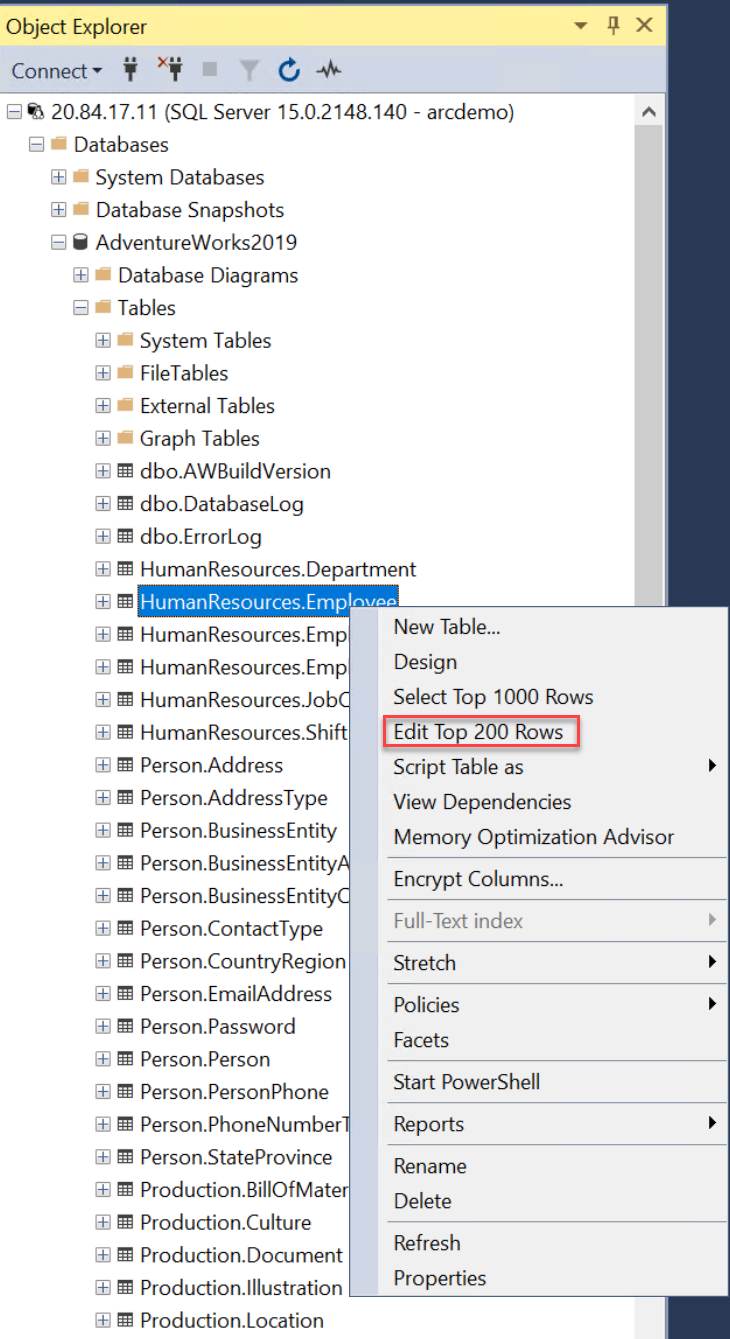 Object Explorer
Connect
20.84.17.11 (SQL Server 15.0.2148.140 - arcdemo)
Databases
System Databases
Database Snapshots
AdventureWorks2019
Database Diagrams
Tables
System Tables
FileTables
External Tables
Graph Tables
dbo.AWBuildVersion
dbo.DatabaseLog
dbo.ErrorLog
HumanResources.Department
HumanResources.Employee
HumanResources.Emp
HumanResources.Emp
HumanResources.JobC
HumanResources.Shift
Person.Address
Person.AddressType
Person.BusinessEntity
Person.BusinessEntityA
Person.BusinessEntityC
Person.ContactType
Person.CountryRegion
Person.EmailAddress
Person.Password
Person.Person
Person.PersonPhone
Person.PhoneNumberT
Person.StateProvince
Production.BillOfMater
Production.Culture
Production.Document
Production.Illustration
Production.Location
New Table...
Design
Select Top 1000 Rows
Edit Top 200 Rows
Script Table as
View Dependencies
Memory Optimization Advisor
Encrypt Columns...
Full-Text index
Stretch
Policies
Facets
Start PowerShell
Reports
Rename
Delete
Refresh
Properties